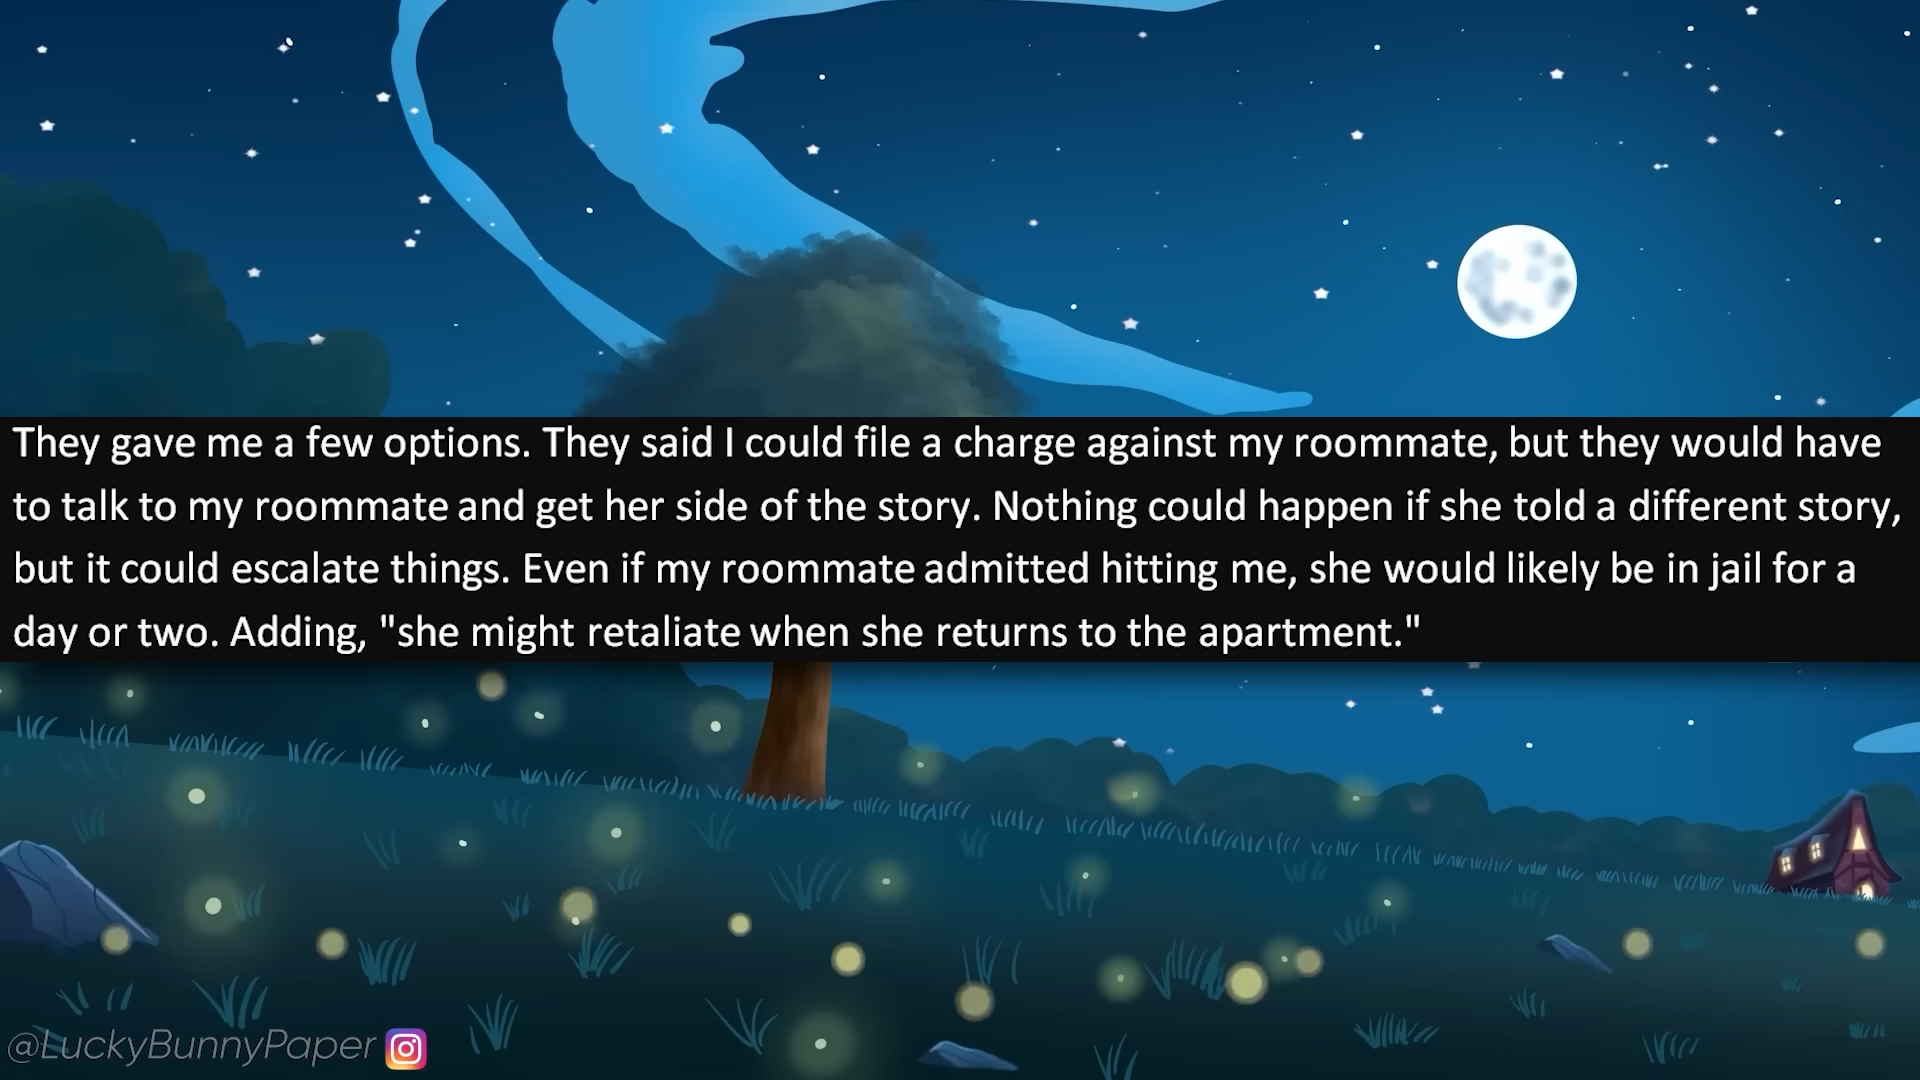 They gave me a few options. They said I could file a charge against my roommate, but they would have
to talk to my roommate and get her side of the story. Nothing could happen if she told a different story,
but it could escalate things. Even if my roommate admitted hitting me, she would likely be in jail for a
day or two. Adding, "she might retaliate when she returns to the apartment."
@LuckyBunnyPaper